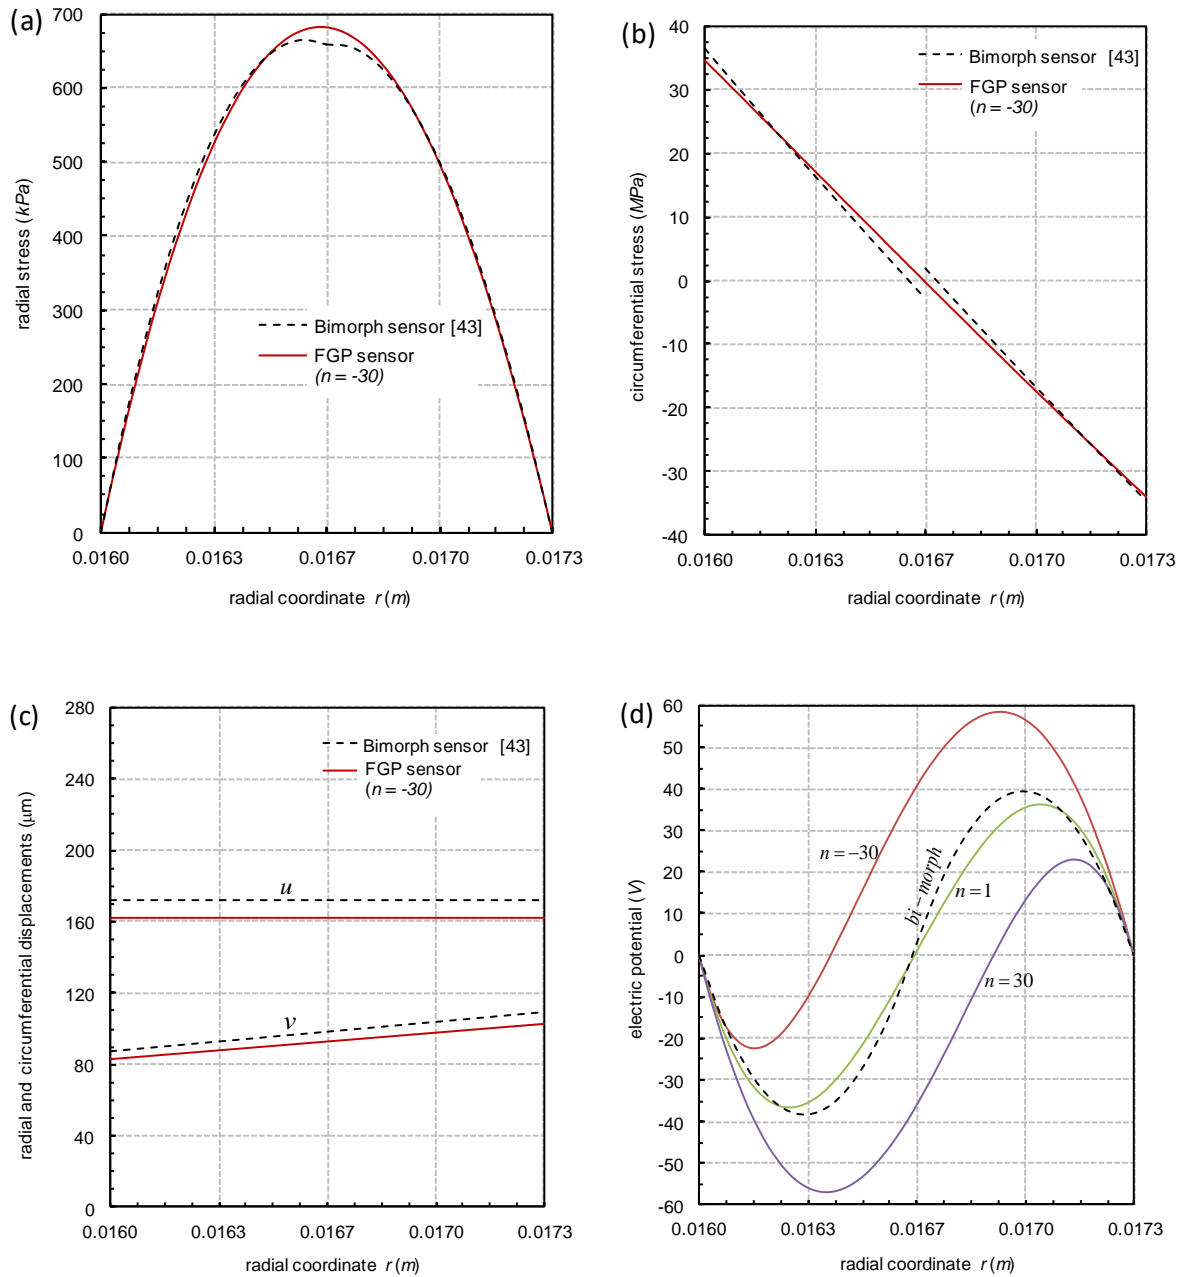 (a)
700
600
500
400
300
200
100
0
radial stress (kPa)
Bimorph sensor [43]
FGP sensor
(n = -30)
0.0160 0.0163 0.0167 0.0170 0.0173
radial coordinate r (m)
(b)
40
30
20
10
0
-10
-20
-30
-40
circumferential stress (MPa)
Bimorph sensor [43]
FGP sensor
(n = -30)
0.0160 0.0163 0.0167 0.0170 0.0173
radial coordinate r (m)
(c)
280
240
200
160
120
80
40
0
radial and circumferential displacements (μm)
Bimorph sensor [43]
FGP sensor
(n = -30)
u
v
0.0160 0.0163 0.0167 0.0170 0.0173
radial coordinate r (m)
(d)
60
50
40
30
20
10
0
-10
-20
-30
-40
-50
-60
electric potential (V)
n = −30
bi − morph
n = 1
n = 30
0.0160 0.0163 0.0167 0.0170 0.0173
radial coordinate r (m)